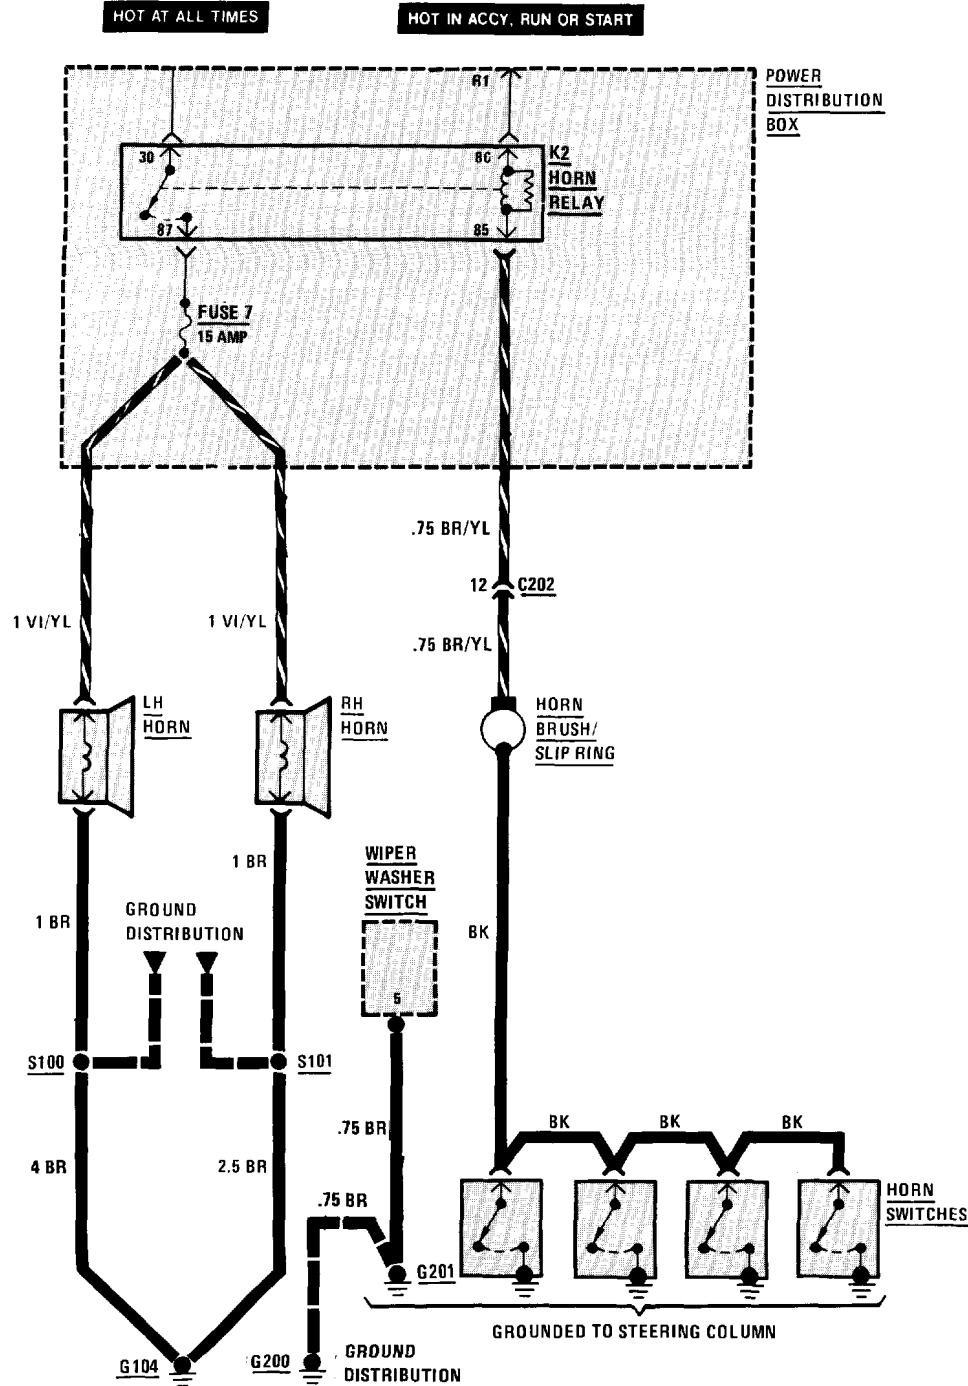 HOT AT ALL TIMES
HOT IN ACCY, RUN OR START
R1
POWER
DISTRIBUTION
BOX
30
86
K2
HORN
RELAY
87
85
FUSE 7
15 AMP
.75 BR/YL
12
C202
1 VI/YL
1 VI/YL
.75 BR/YL
LH
HORN
RH
HORN
HORN
BRUSH/
SLIP RING
WIPER
WASHER
SWITCH
1 BR
1 BR
GROUND
DISTRIBUTION
BK
S100
S101
.75 BR
BK
BK
BK
4 BR
2.5 BR
.75 BR
HORN
SWITCHES
G201
GROUNDED TO STEERING COLUMN
G104
G200
GROUND
DISTRIBUTION